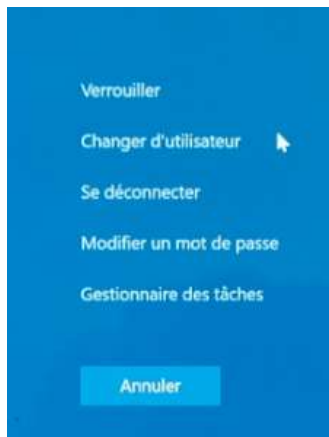 Verrouiller
Changer d'utilisateur
Se déconnecter
Modifier un mot de passe
Gestionnaire des tâches
Annuler